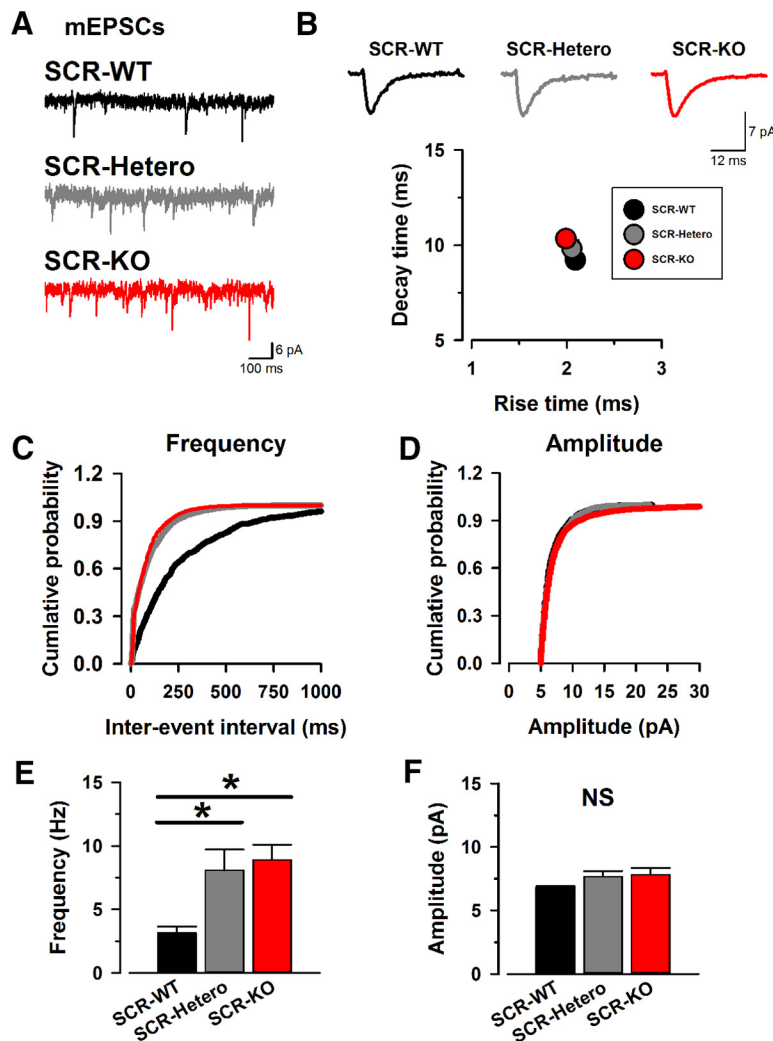 A
mEPSCs
SCR-WT
SCR-Hetero
SCR-KO
6 pA
100 ms
B
SCR-WT SCR-Hetero SCR-KO
7 pA
12 ms
15
10
5
Decay time (ms)
SCR-WT
SCR-Hetero
SCR-KO
1 2 3
Rise time (ms)
C
Frequency
1.2
0.9
0.6
0.3
0.0
Cumlative probability
0 250 500 750 1000
Inter-event interval (ms)
D
Amplitude
1.2
0.9
0.6
0.3
0.0
Cumlative probability
0 5 10 15 20 25 30
Amplitude (pA)
E
15
10
5
0
Frequency (Hz)
*
*
SCR-WT
SCR-Hetero
SCR-KO
F
NS
15
10
5
0
Amplitude (pA)
SCR-WT
SCR-Hetero
SCR-KO